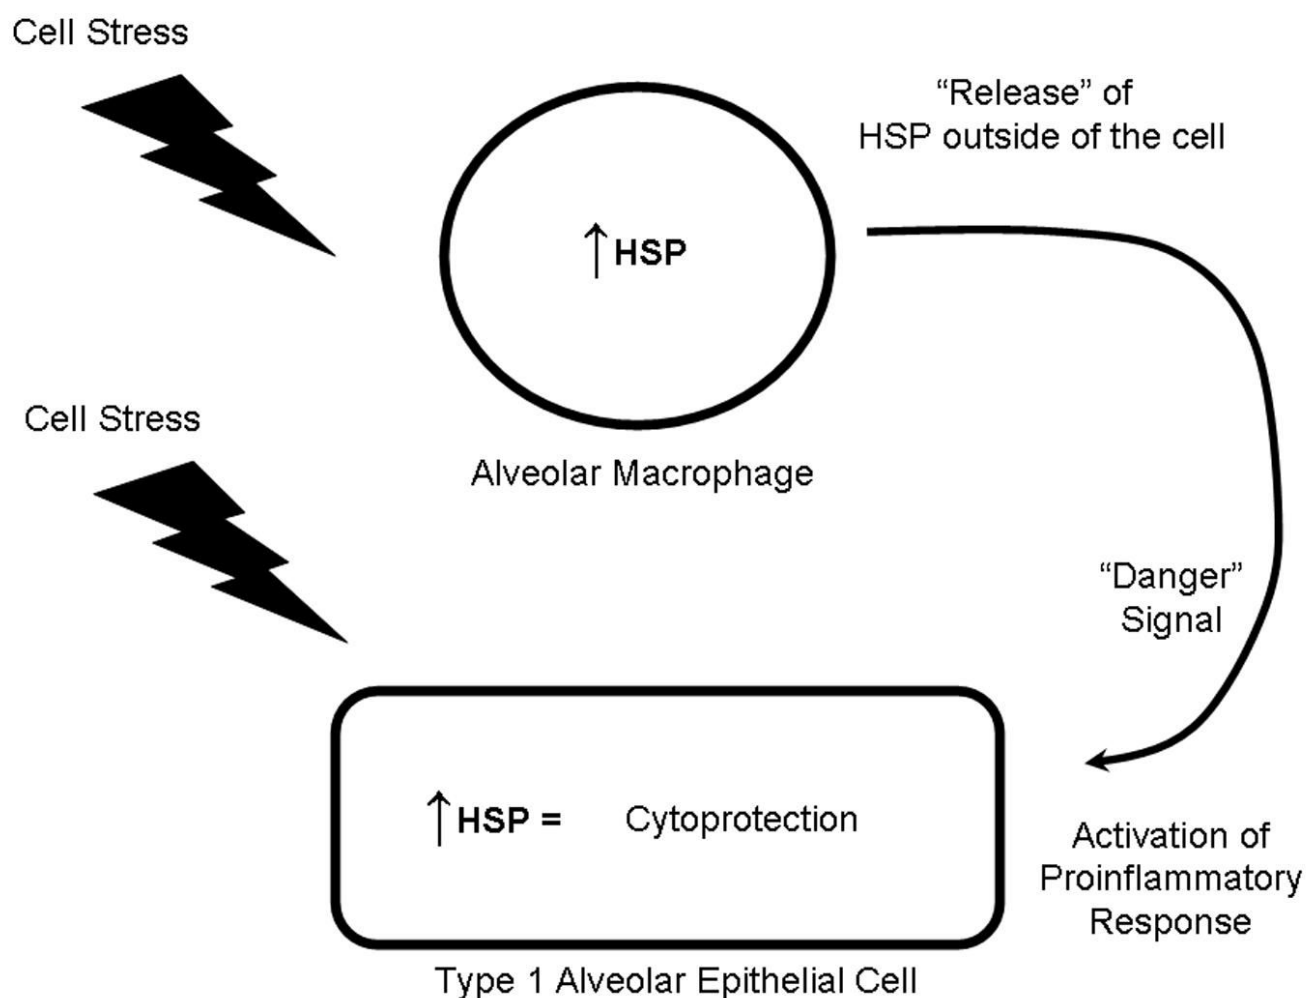 Cell Stress
“Release” of
HSP outside of the cell
↑HSP
Alveolar Macrophage
Cell Stress
“Danger”
Signal
↑HSP = Cytoprotection
Activation of
Proinflammatory
Response
Type 1 Alveolar Epithelial Cell